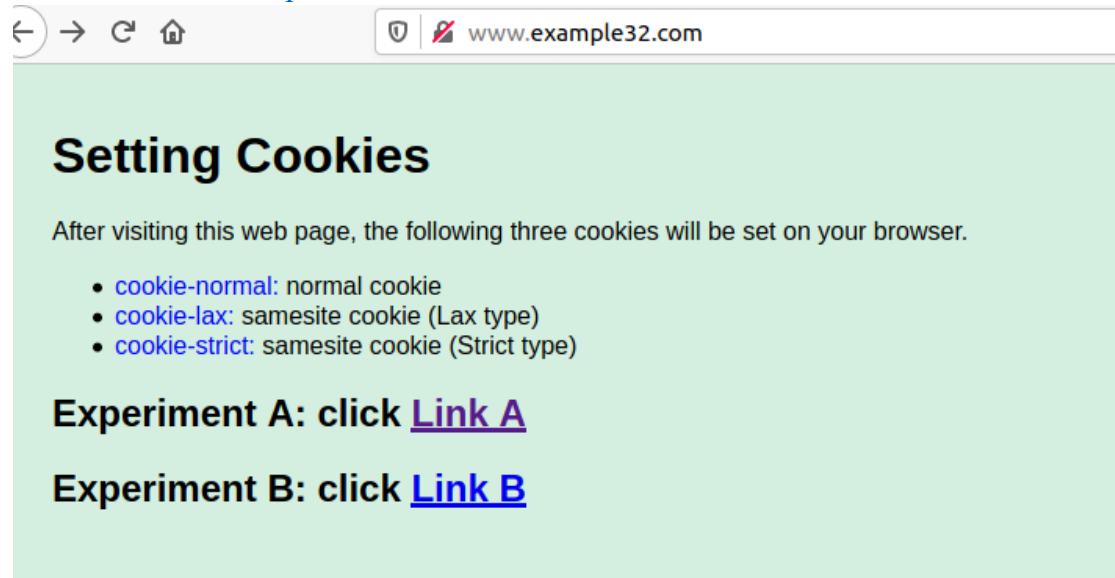 www.example32.com
Setting Cookies
After visiting this web page, the following three cookies will be set on your browser.
cookie-normal: normal cookie
cookie-lax: samesite cookie (Lax type)
cookie-strict: samesite cookie (Strict type)
Experiment A: click Link A
Experiment B: click Link B